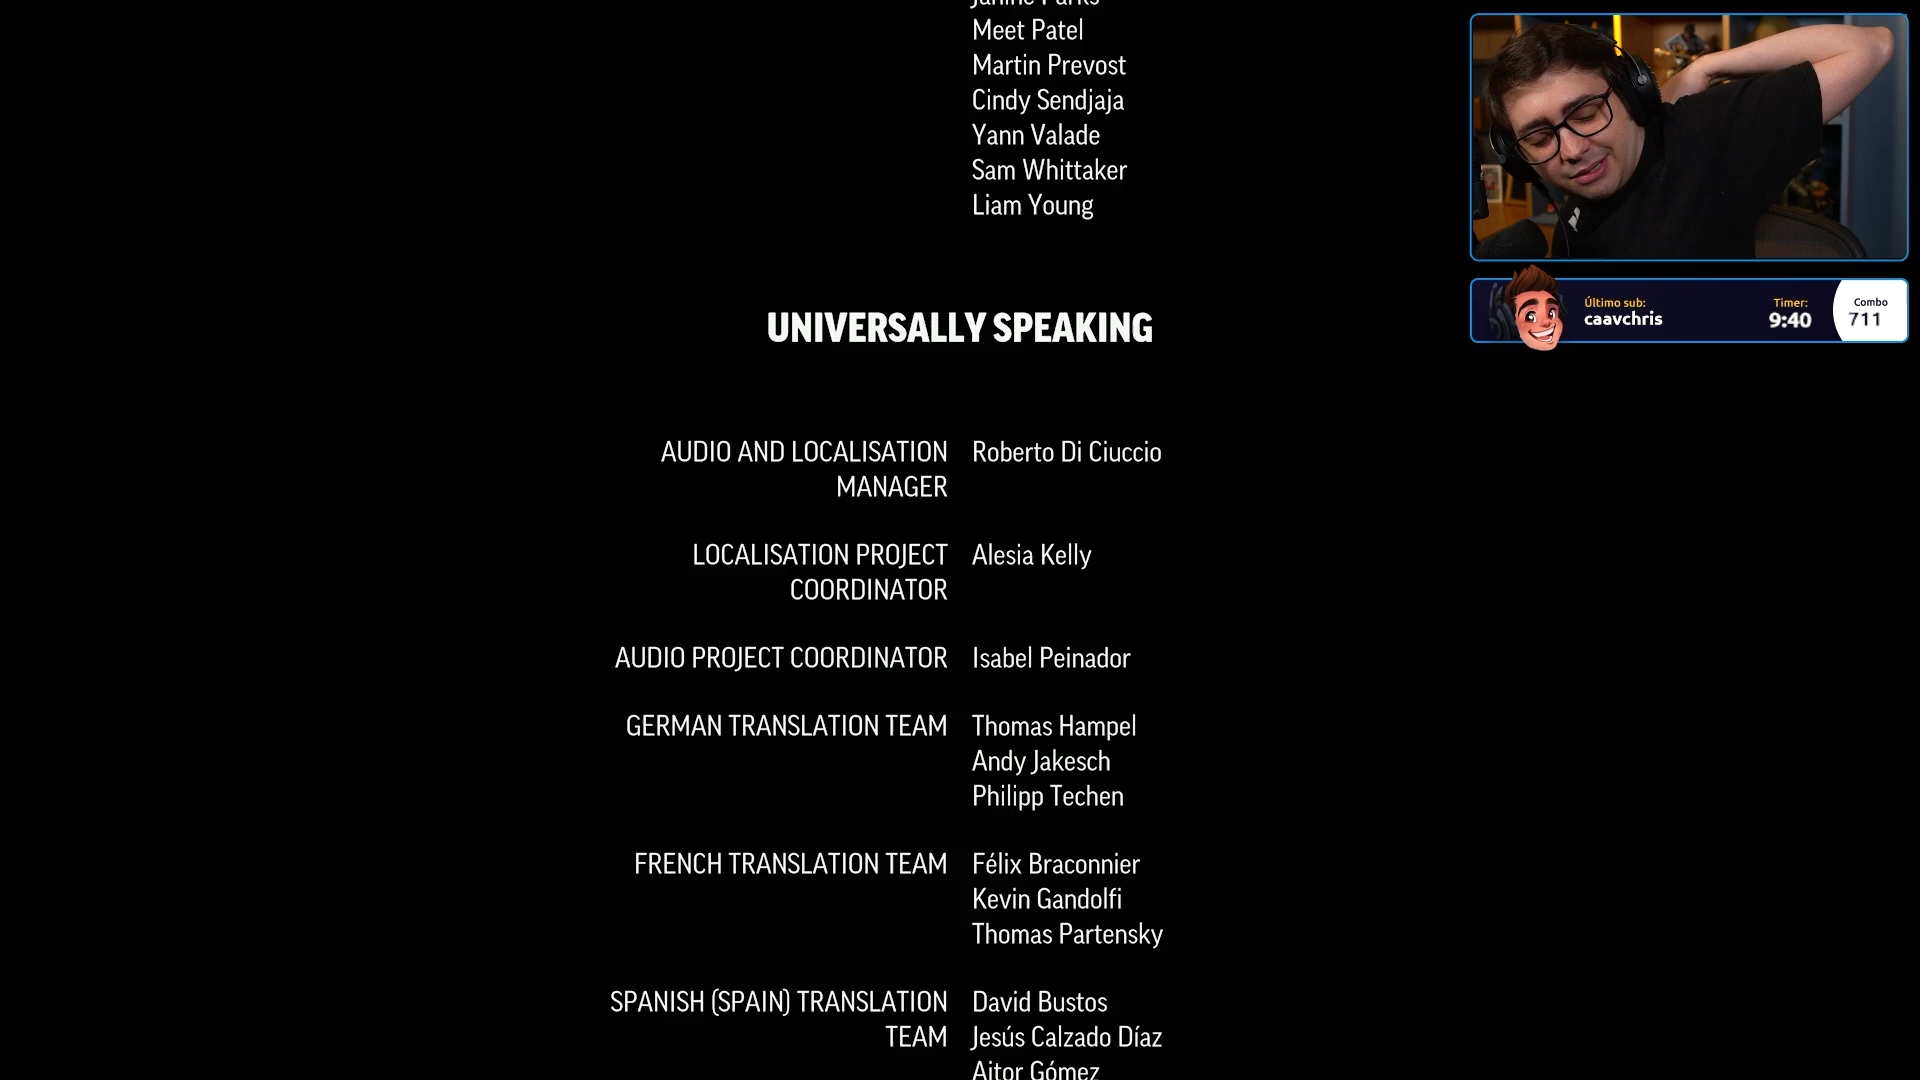 Meet Patel
Martin Prevost
Cindy Sendjaja
Yann Valade
Sam Whittaker
Liam Young
UNIVERSALLY SPEAKING
AUDIO AND LOCALISATION MANAGER
Roberto Di Ciuccio
LOCALISATION PROJECT COORDINATOR
Alesia Kelly
AUDIO PROJECT COORDINATOR
Isabel Peinador
GERMAN TRANSLATION TEAM
Thomas Hampel
Andy Jakesch
Philipp Techen
FRENCH TRANSLATION TEAM
Félix Braconnier
Kevin Gandolfi
Thomas Partensky
SPANISH (SPAIN) TRANSLATION TEAM
David Bustos
Jesús Calzado Díaz
Aitor Gómez
Último sub:
caavchris
Timer:
9:40
Combo
711